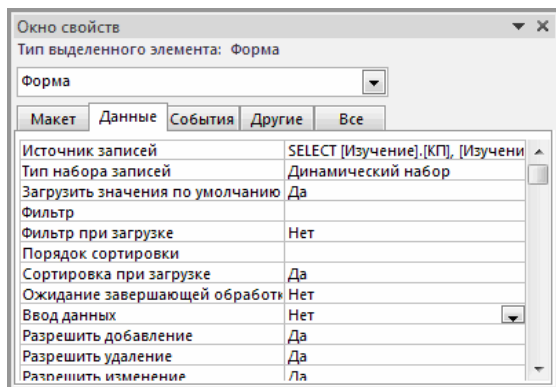 Окно свойств
Тип выделенного элемента: Форма
Форма
Макет Данные События Другие Все
Источник записей SELECT [Изучение].[КП], [Изучени
Тип набора записей Динамический набор
Загрузить значения по умолчанию Да
Фильтр
Фильтр при загрузке Нет
Порядок сортировки
Сортировка при загрузке Да
Ожидание завершающей обработк Нет
Ввод данных Нет
Разрешить добавление Да
Разрешить удаление Да
Разрешить изменение Да